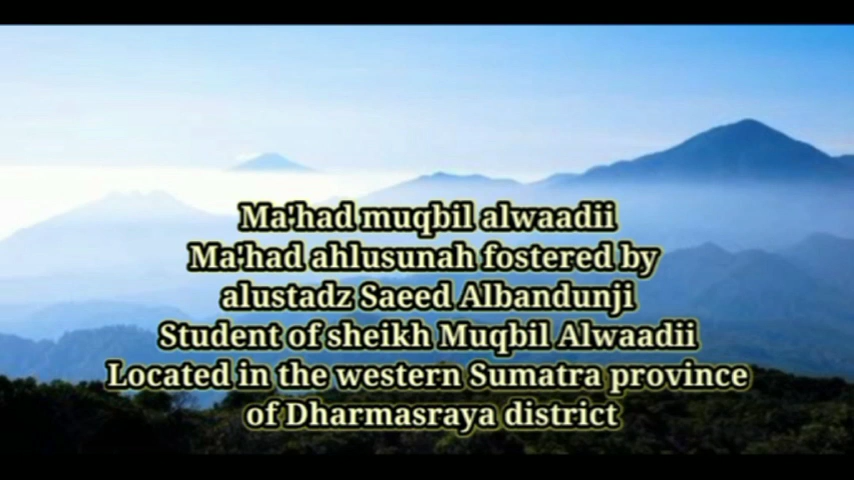 Ma'had muqbil alwaadii
Ma'had ahlusunah fostered by
alustadz Saeed Albandunji
Student of sheikh Muqbil Alwaadii
Located in the western Sumatra province
of Dharmasraya district